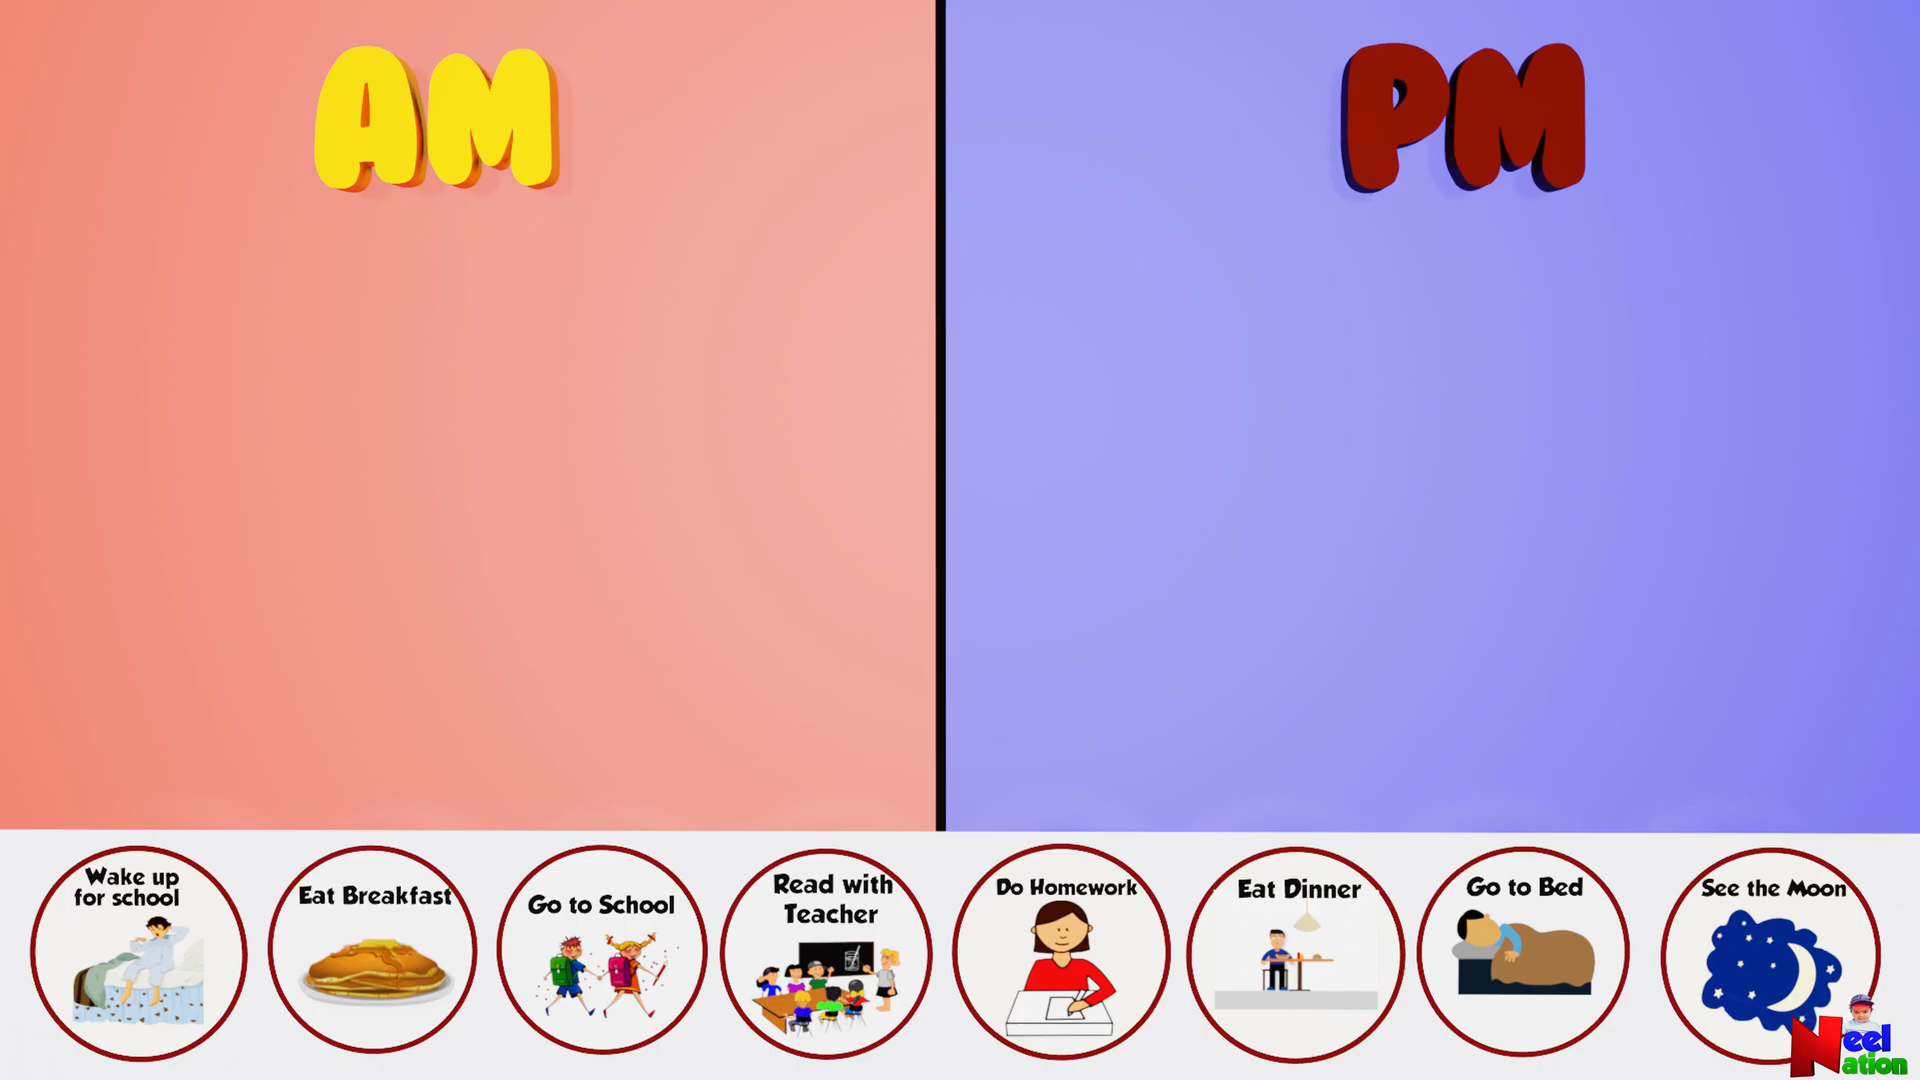 AM
PM
Wake up
for school
Eat Breakfast
Go to School
Read with
Teacher
Do Homework
Eat Dinner
Go to Bed
See the Moon
Neel
Nation